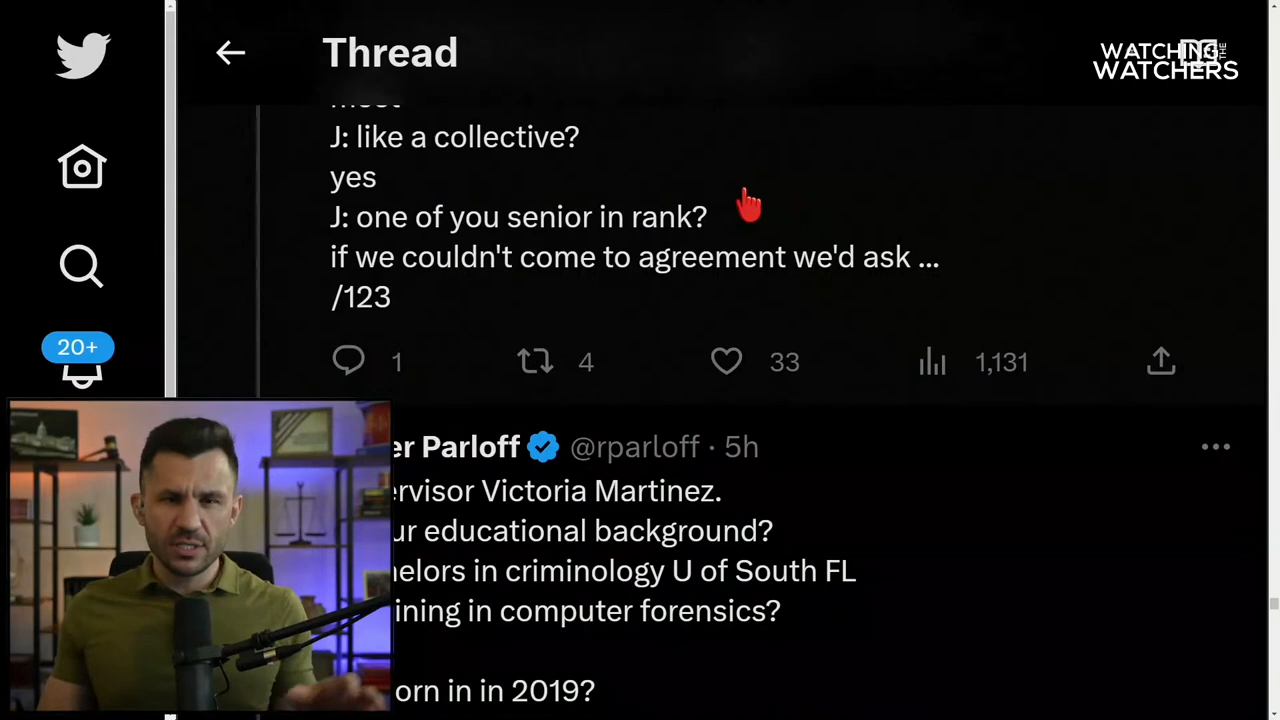 Thread
WATCHING THE
WATCHERS
J: like a collective?
yes
J: one of you senior in rank?
if we couldn't come to agreement we'd ask ...
/123
20+
1
4
33
1,131
er Parloff @rparloff · 5h
ervisor Victoria Martinez.
ur educational background?
helors in criminology U of South FL
ining in computer forensics?
orn in in 2019?